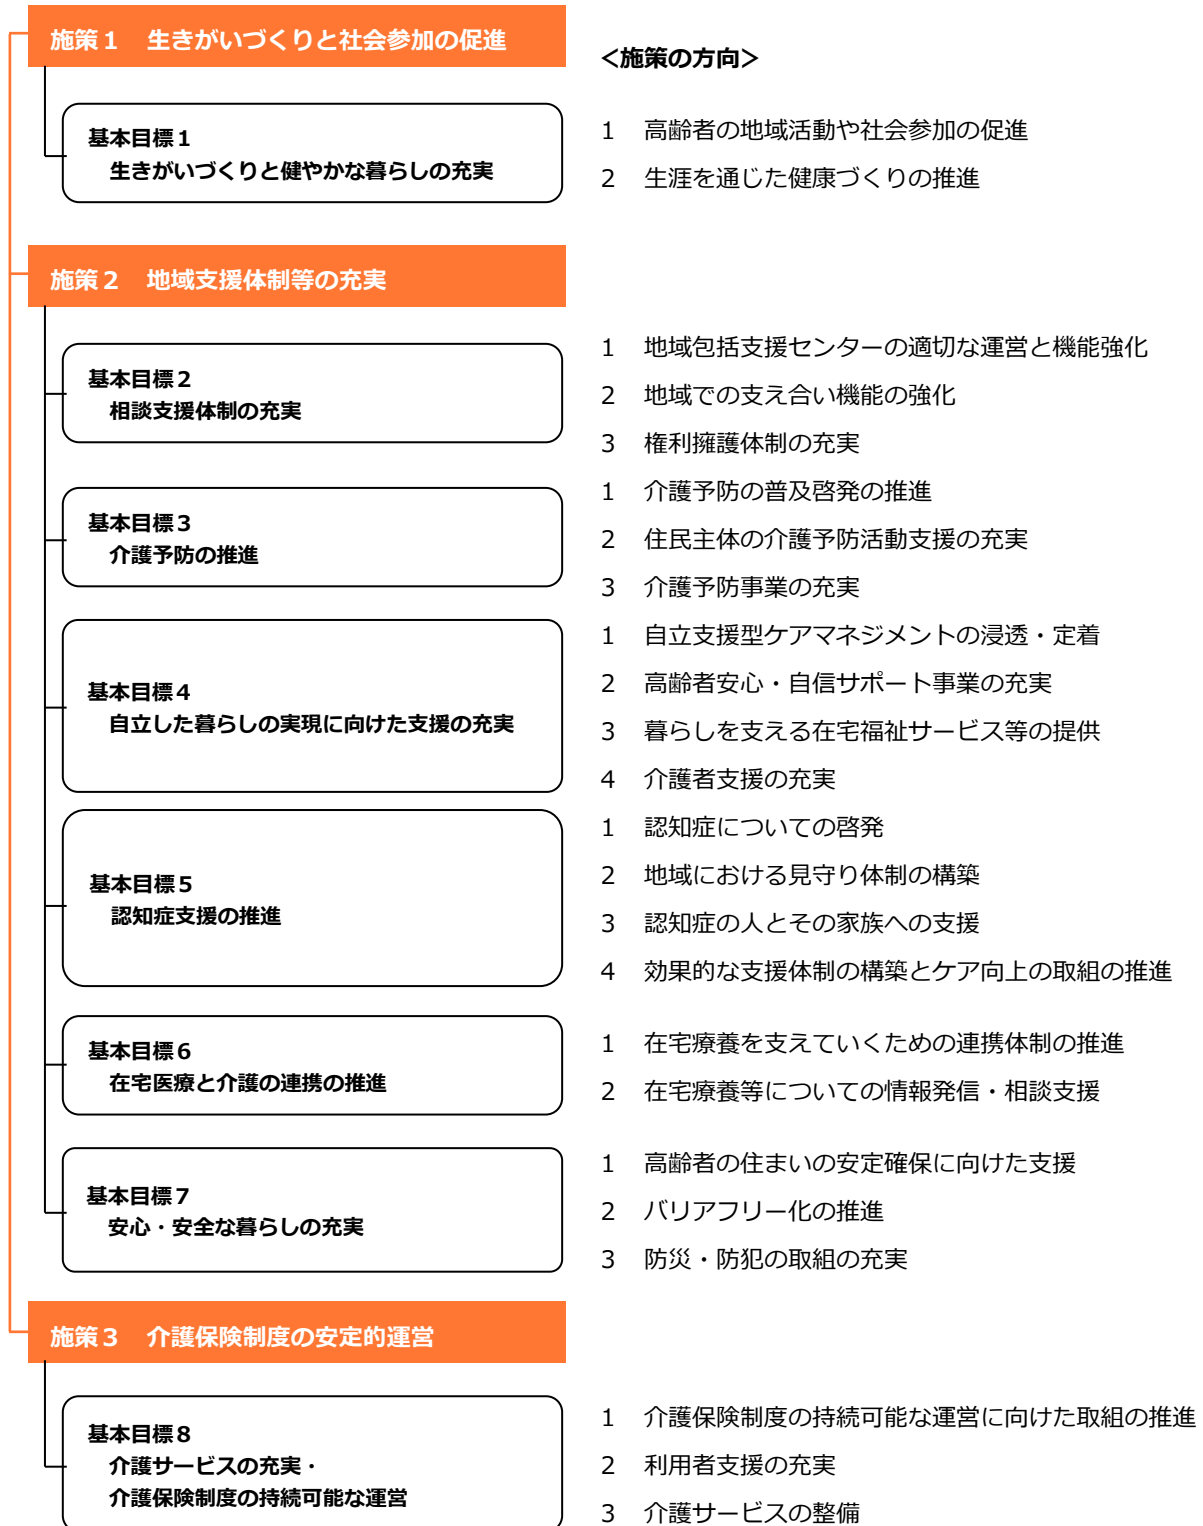 施策１　生きがいづくりと社会参加の促進
＜施策の方向＞
基本目標１
生きがいづくりと健やかな暮らしの充実
1　高齢者の地域活動や社会参加の促進
2　生涯を通じた健康づくりの推進
施策２　地域支援体制等の充実
基本目標２
相談支援体制の充実
1　地域包括支援センターの適切な運営と機能強化
2　地域での支え合い機能の強化
3　権利擁護体制の充実
基本目標３
介護予防の推進
1　介護予防の普及啓発の推進
2　住民主体の介護予防活動支援の充実
3　介護予防事業の充実
基本目標４
自立した暮らしの実現に向けた支援の充実
1　自立支援型ケアマネジメントの浸透・定着
2　高齢者安心・自信サポート事業の充実
3　暮らしを支える在宅福祉サービス等の提供
4　介護者支援の充実
基本目標５
認知症支援の推進
1　認知症についての啓発
2　地域における見守り体制の構築
3　認知症の人とその家族への支援
4　効果的な支援体制の構築とケア向上の取組の推進
基本目標６
在宅医療と介護の連携の推進
1　在宅療養を支えていくための連携体制の推進
2　在宅療養等についての情報発信・相談支援
基本目標７
安心・安全な暮らしの充実
1　高齢者の住まいの安定確保に向けた支援
2　バリアフリー化の推進
3　防災・防犯の取組の充実
施策３　介護保険制度の安定的運営
基本目標８
介護サービスの充実・
介護保険制度の持続可能な運営
1　介護保険制度の持続可能な運営に向けた取組の推進
2　利用者支援の充実
3　介護サービスの整備